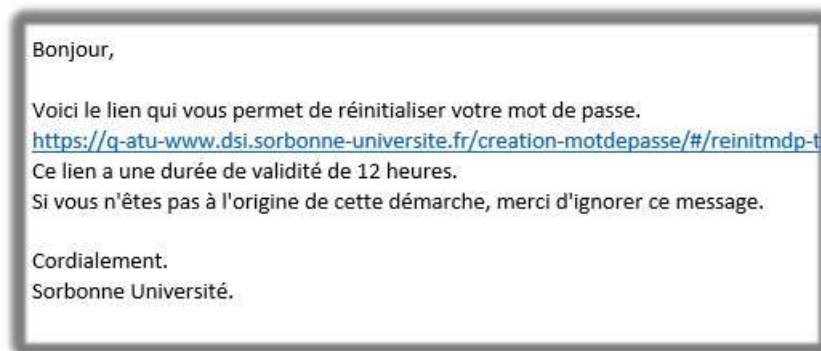 Bonjour,
Voici le lien qui vous permet de réinitialiser votre mot de passe.
https://q-atu-www.dsi.sorbonne-universite.fr/creation-motdepasse/#/reinitmdp-t
Ce lien a une durée de validité de 12 heures.
Si vous n'êtes pas à l'origine de cette démarche, merci d'ignorer ce message.
Cordialement.
Sorbonne Université.